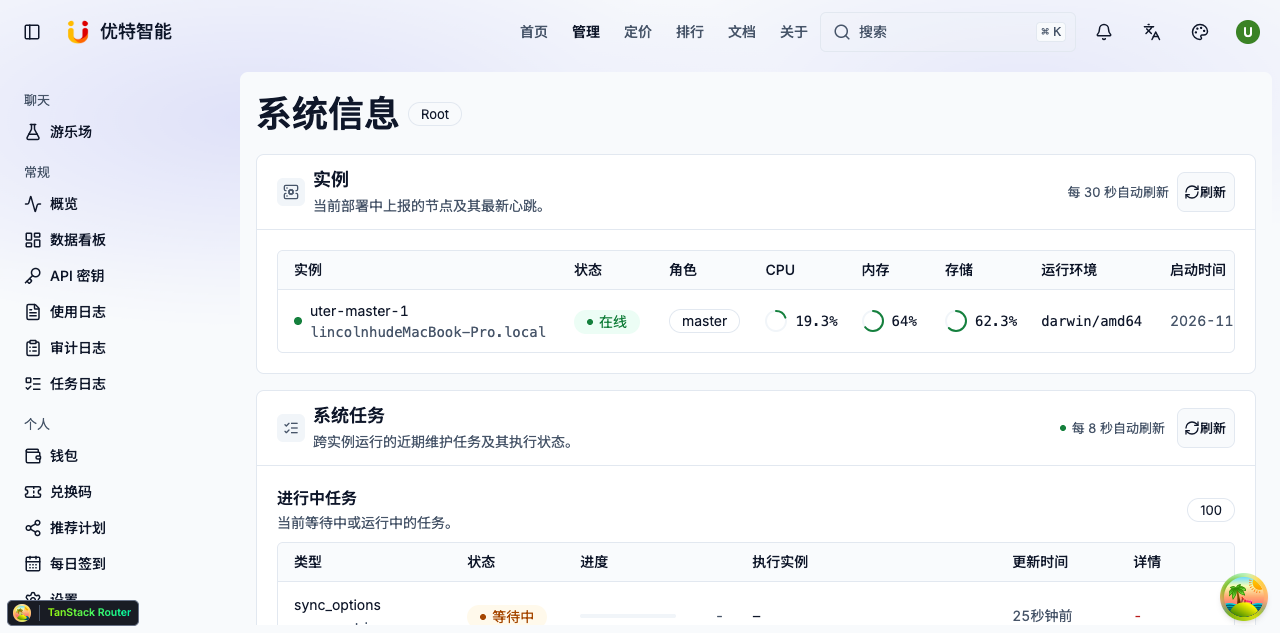 优特智能
首页 管理 定价 排行 文档 关于
搜索 ⌘ K
U
聊天
游乐场
常规
概览
数据看板
API 密钥
使用日志
审计日志
任务日志
个人
钱包
兑换码
推荐计划
每日签到
设置
TanStack Router
系统信息 Root
实例
当前部署中上报的节点及其最新心跳。
每 30 秒自动刷新 刷新
实例 状态 角色 CPU 内存 存储 运行环境 启动时间
uter-master-1
lincolnhudeMacBook-Pro.local
在线 master 19.3% 64% 62.3% darwin/amd64 2026-11
系统任务
跨实例运行的近期维护任务及其执行状态。
每 8 秒自动刷新 刷新
进行中任务
当前等待中或运行中的任务。
100
类型 状态 进度 执行实例 更新时间 详情
sync_options
等待中 - – 25秒钟前 -